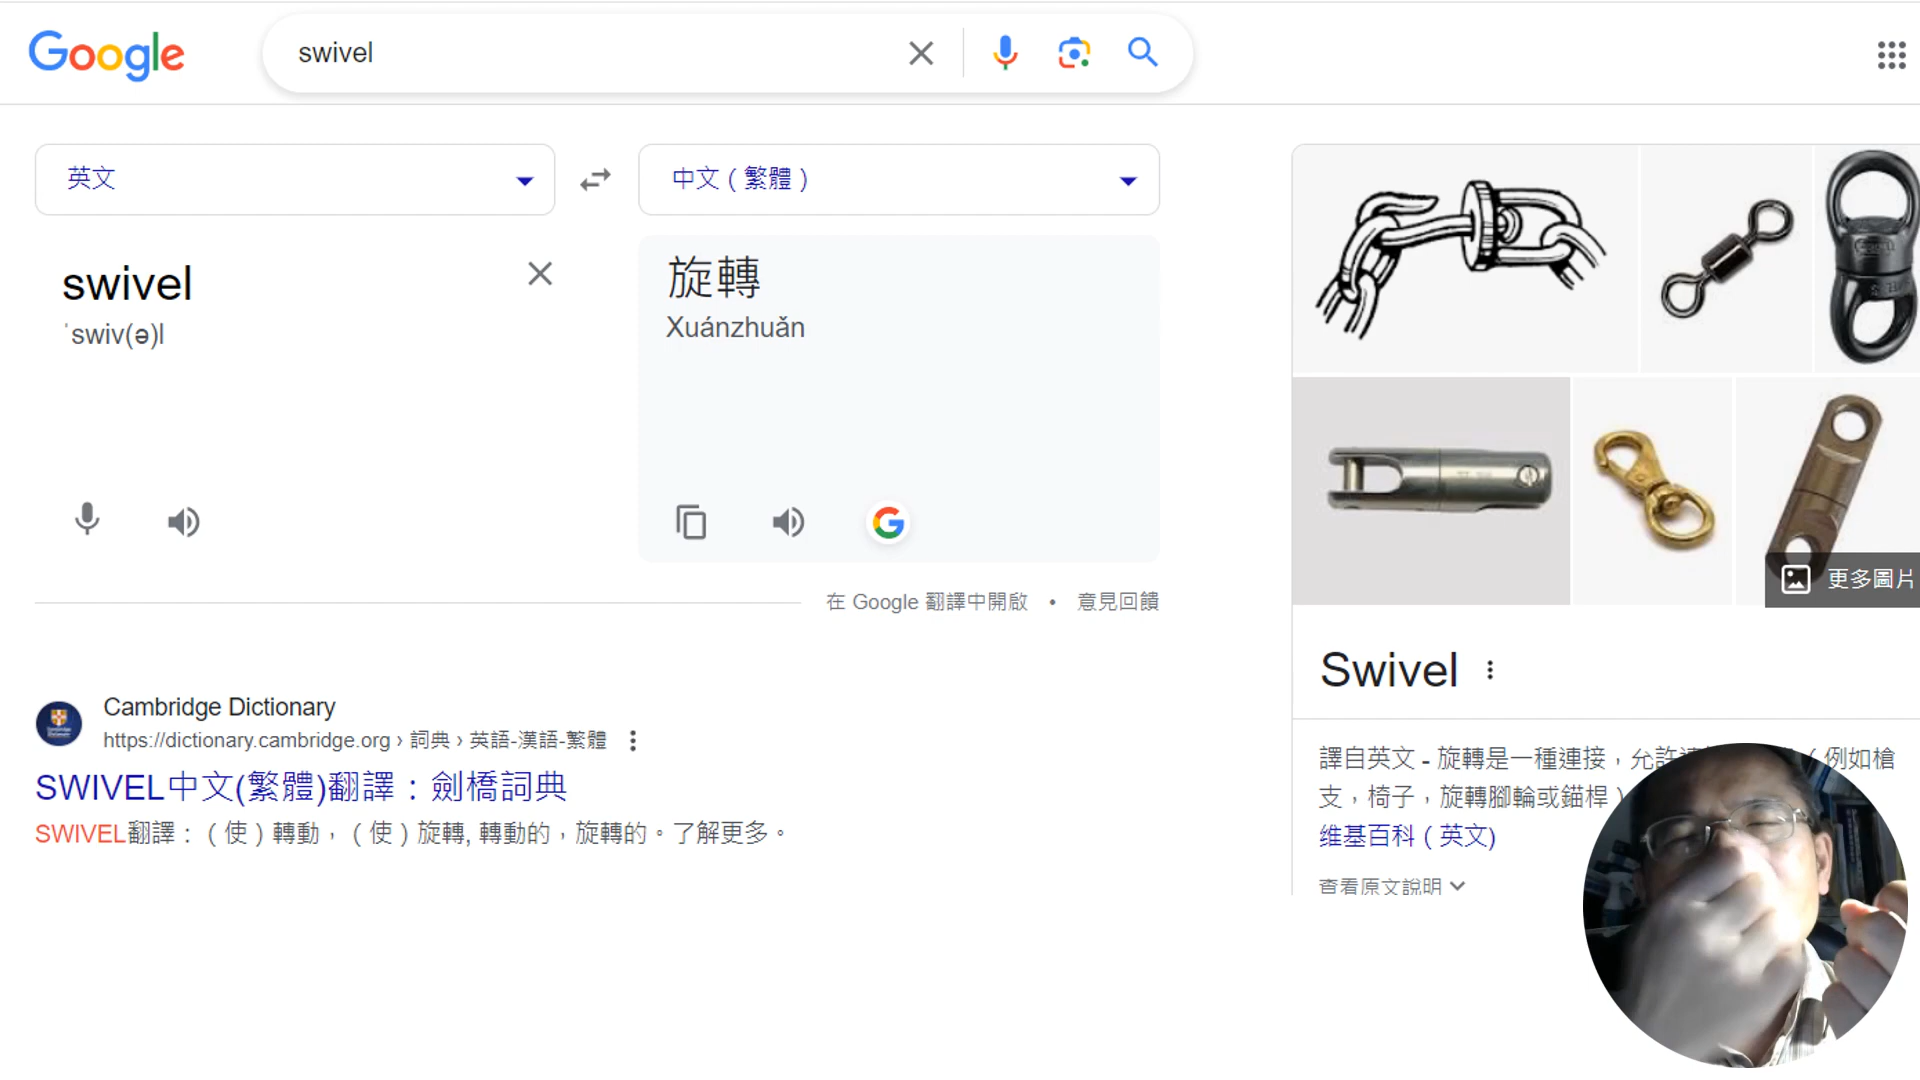 Google
swivel
英文
中文（繁體）
swivel
ˈswiv(ə)l
旋轉
Xuánzhuǎn
在 Google 翻譯中開啟 • 意見回饋
更多圖片
Swivel
Cambridge Dictionary
https://dictionary.cambridge.org › 詞典 › 英語-漢語-繁體
SWIVEL中文(繁體)翻譯：劍橋詞典
SWIVEL翻譯：（使）轉動，（使）旋轉, 轉動的，旋轉的。了解更多。
譯自英文 - 旋轉是一種連接，允許（例如槍
支，椅子，旋轉腳輪或錨桿）
维基百科（英文)
查看原文說明